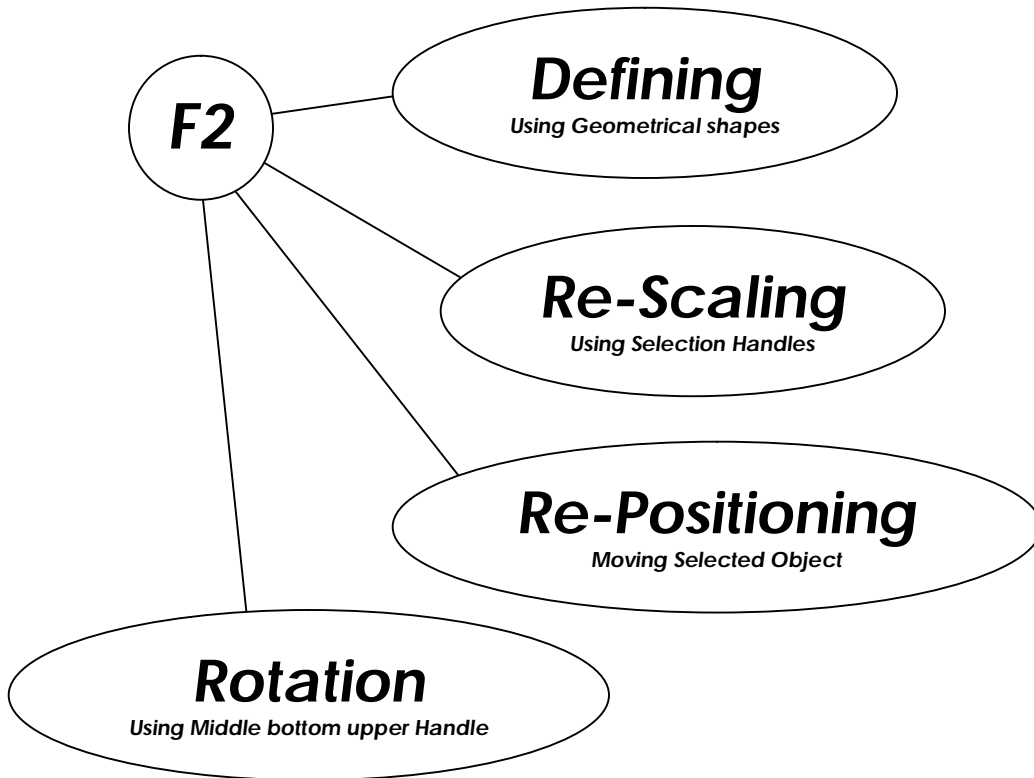 F2
Defining
Using Geometrical shapes
Re-Scaling
Using Selection Handles
Re-Positioning
Moving Selected Object
Rotation
Using Middle bottom upper Handle